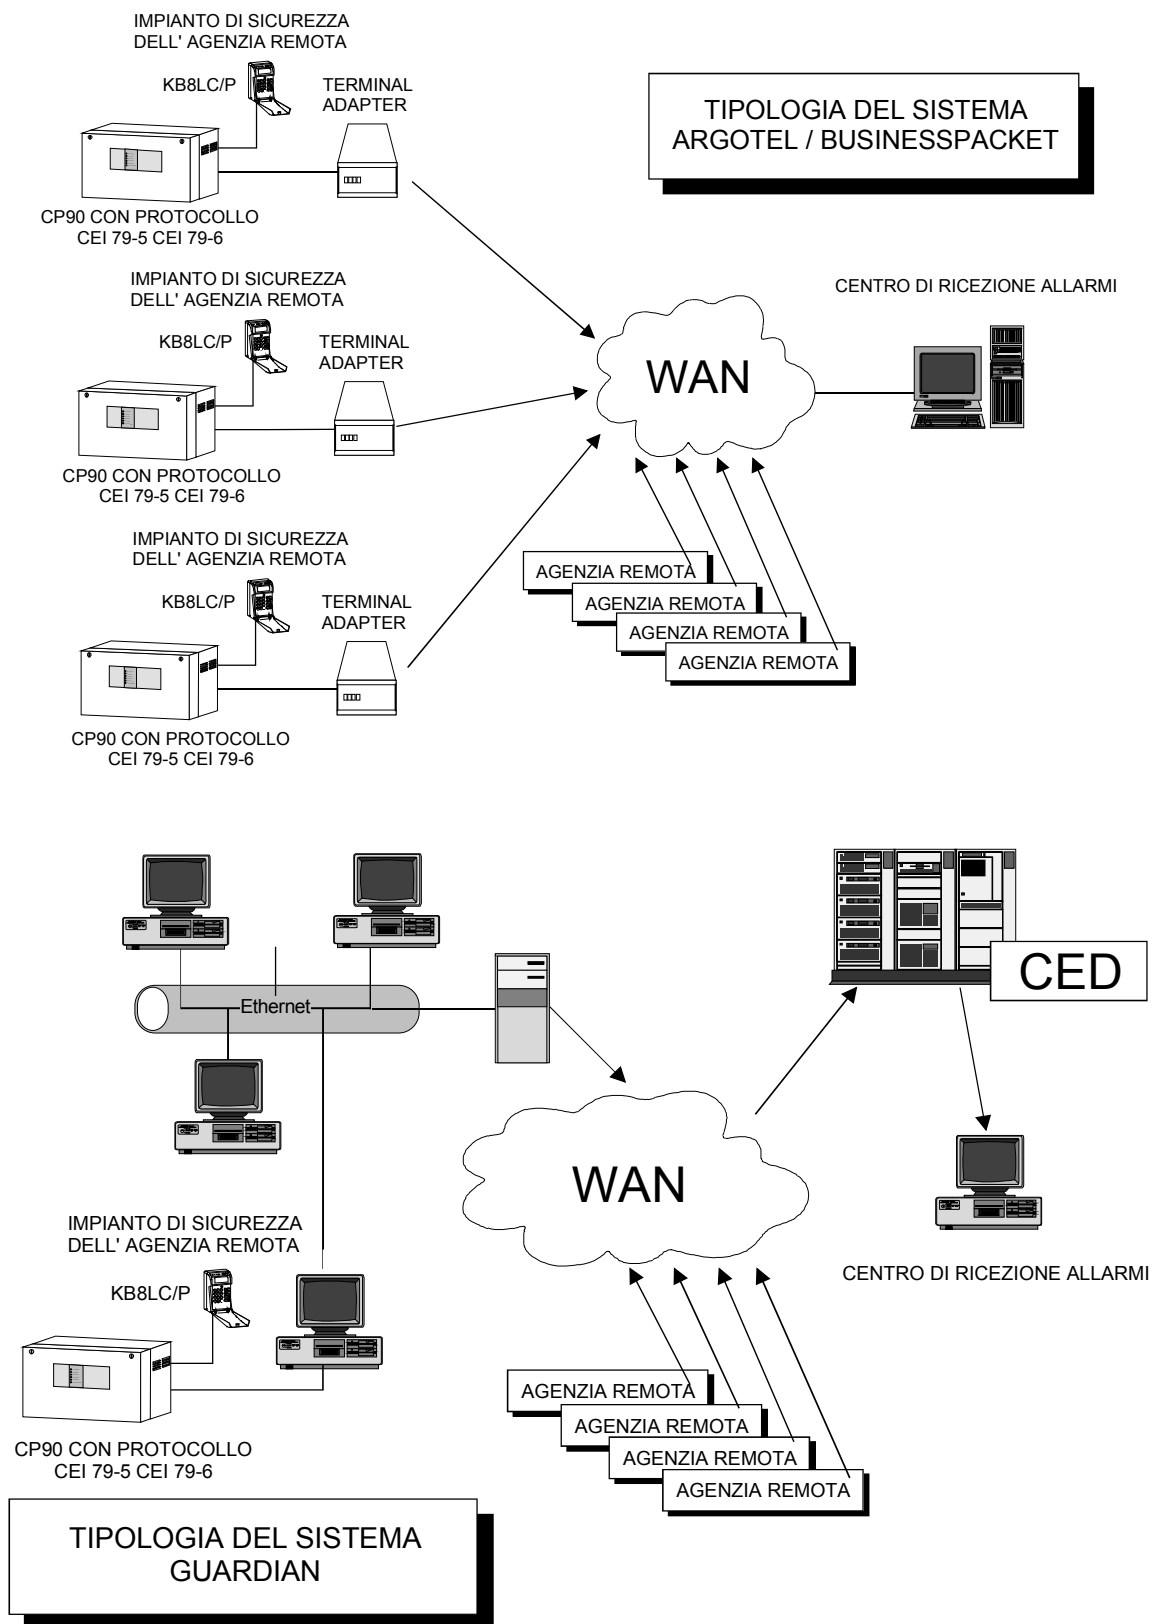 IMPIANTO DI SICUREZZA
DELL' AGENZIA REMOTA
KB8LC/P
TERMINAL
ADAPTER
CP90 CON PROTOCOLLO
CEI 79-5 CEI 79-6
TIPOLOGIA DEL SISTEMA
ARGOTEL / BUSINESSPACKET
IMPIANTO DI SICUREZZA
DELL' AGENZIA REMOTA
KB8LC/P
TERMINAL
ADAPTER
CP90 CON PROTOCOLLO
CEI 79-5 CEI 79-6
WAN
CENTRO DI RICEZIONE ALLARMI
IMPIANTO DI SICUREZZA
DELL' AGENZIA REMOTA
KB8LC/P
TERMINAL
ADAPTER
CP90 CON PROTOCOLLO
CEI 79-5 CEI 79-6
AGENZIA REMOTA
AGENZIA REMOTA
AGENZIA REMOTA
AGENZIA REMOTA
Ethernet
CED
WAN
IMPIANTO DI SICUREZZA
DELL' AGENZIA REMOTA
KB8LC/P
CENTRO DI RICEZIONE ALLARMI
CP90 CON PROTOCOLLO
CEI 79-5 CEI 79-6
AGENZIA REMOTA
AGENZIA REMOTA
AGENZIA REMOTA
AGENZIA REMOTA
TIPOLOGIA DEL SISTEMA
GUARDIAN